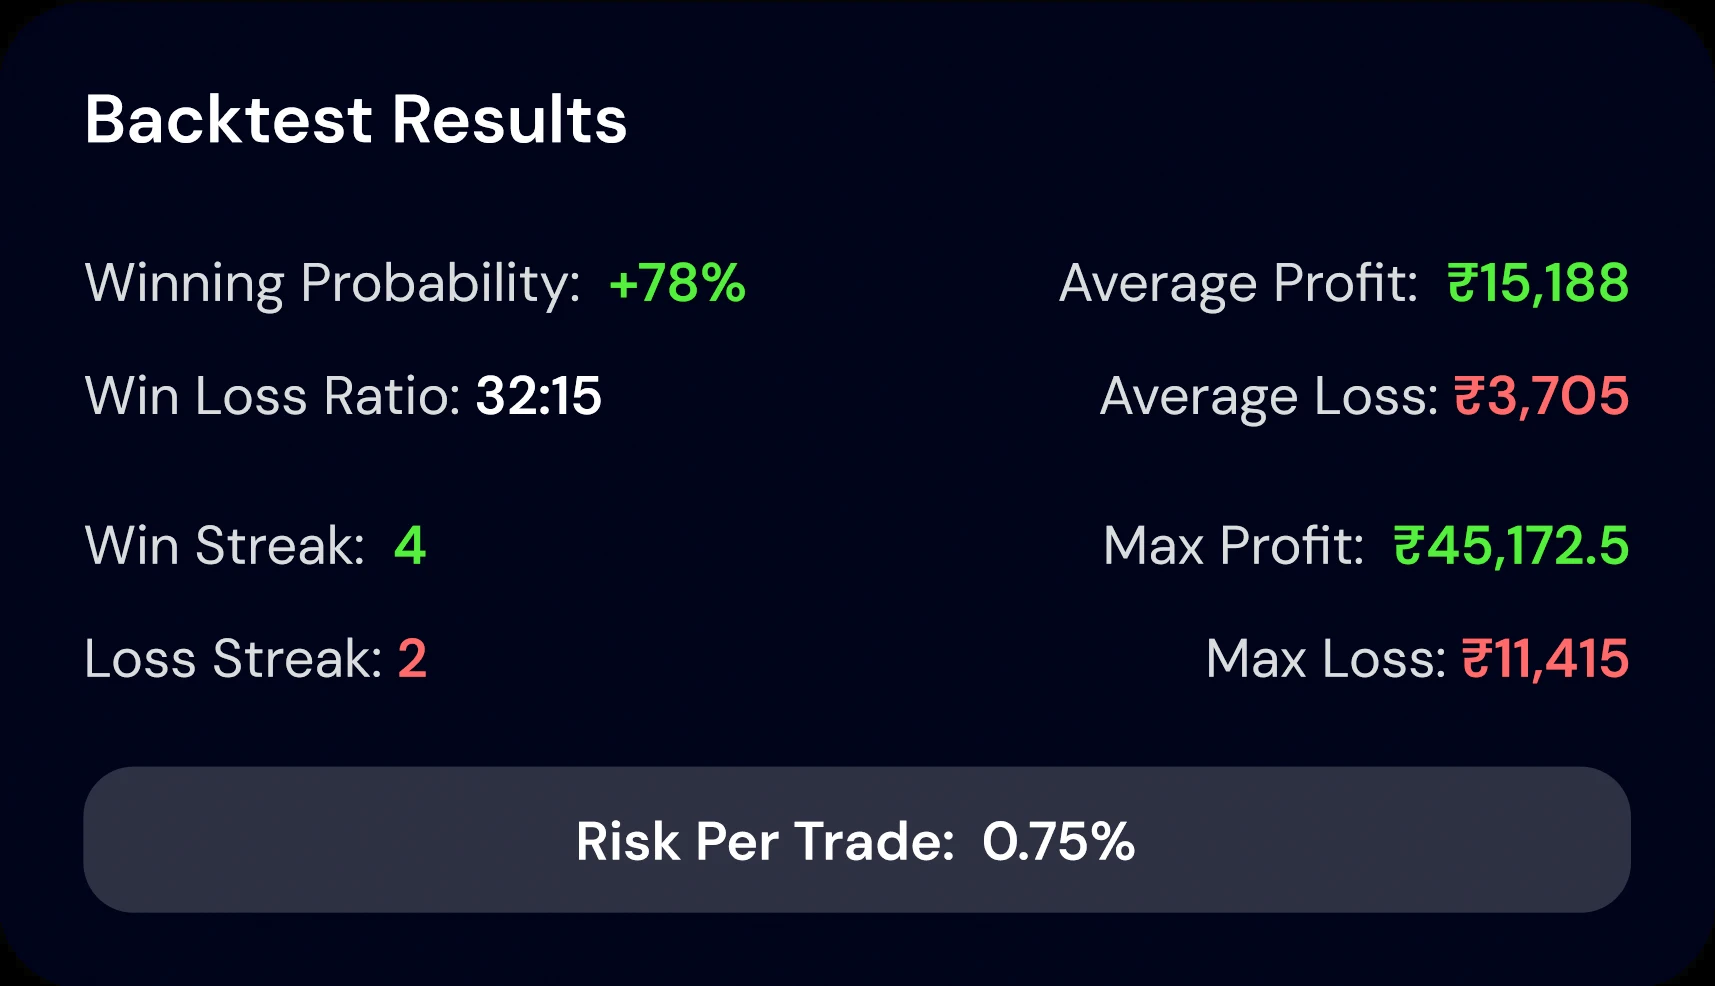 Backtest Results
Winning Probability: +78%
Average Profit: ₹15,188
Win Loss Ratio: 32:15
Average Loss: ₹3,705
Win Streak: 4
Max Profit: ₹45,172.5
Loss Streak: 2
Max Loss: ₹11,415
Risk Per Trade: 0.75%